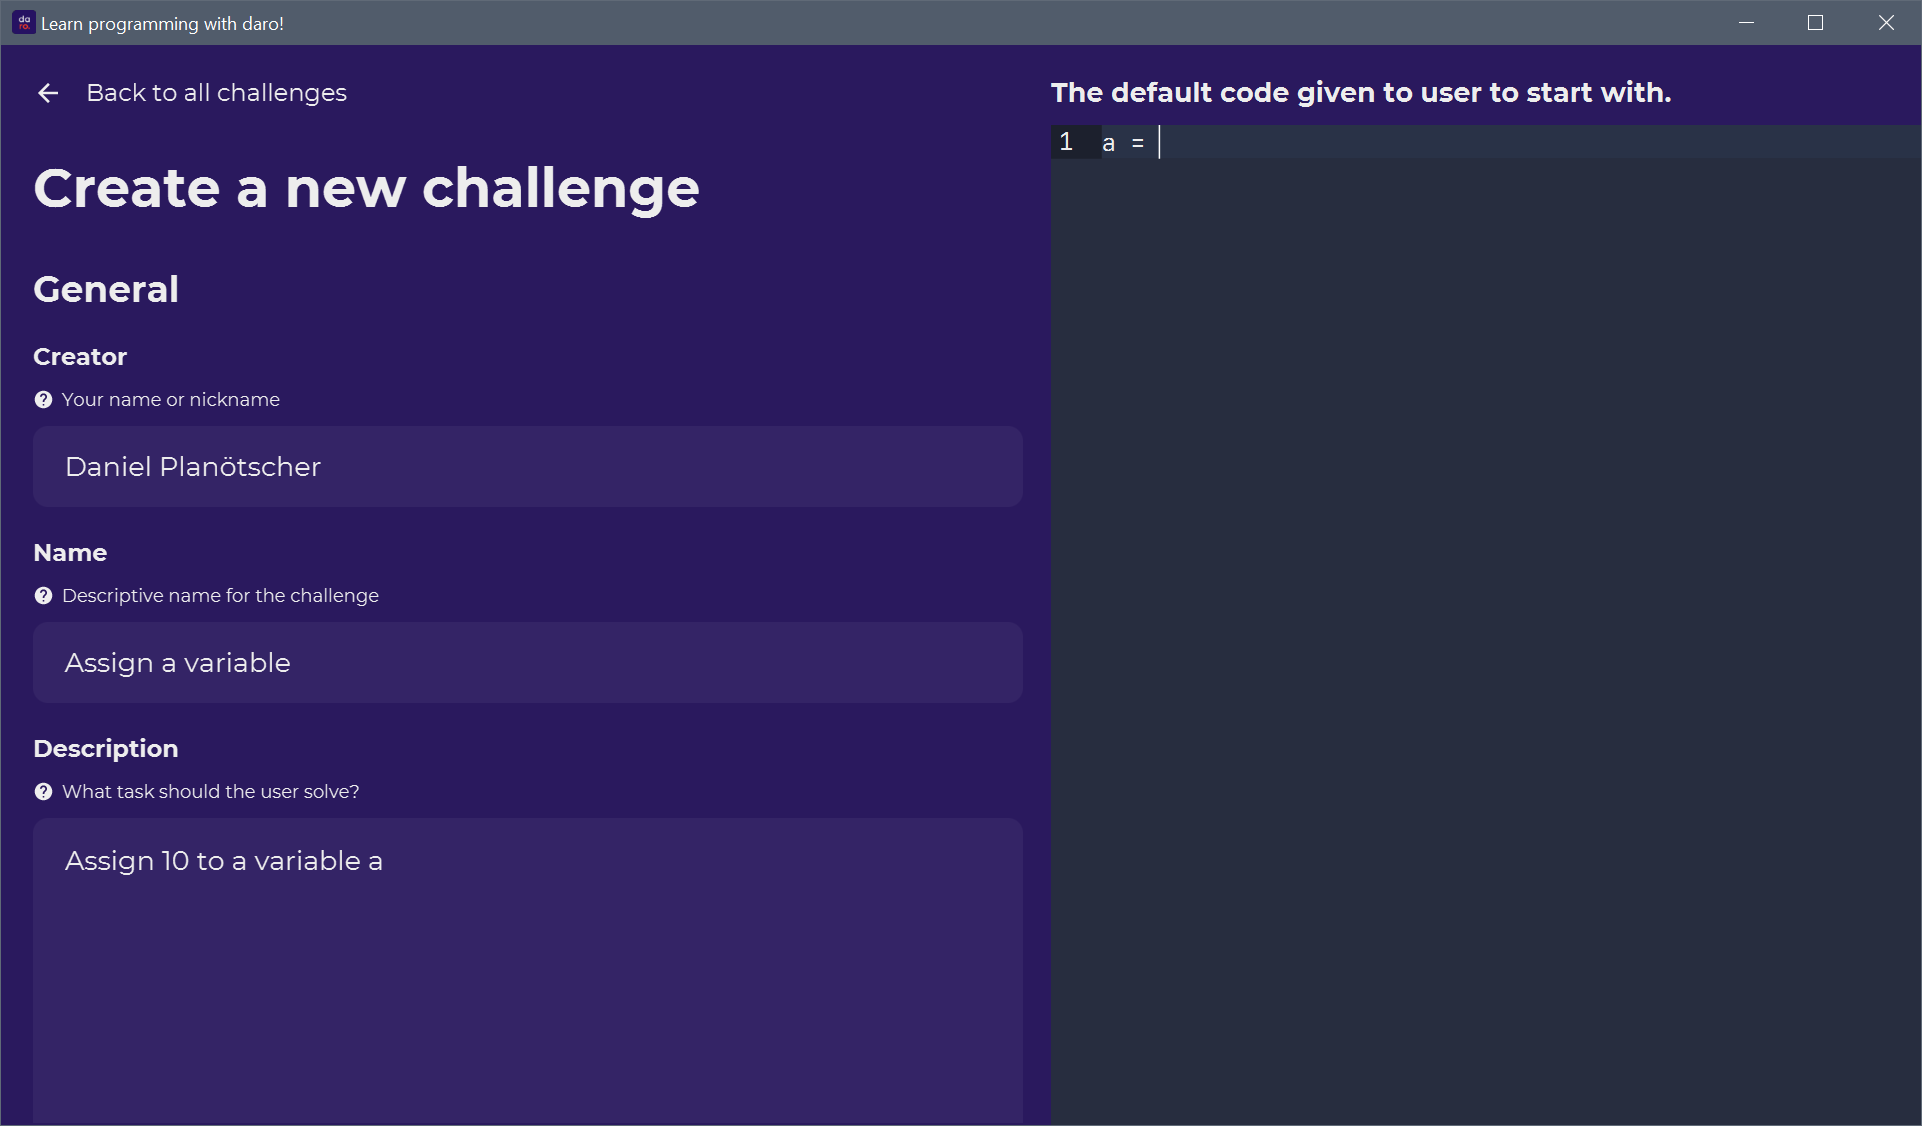 da
ro.
Learn programming with daro!
Back to all challenges
Create a new challenge
General
Creator
Your name or nickname
Daniel Planötscher
Name
Descriptive name for the challenge
Assign a variable
Description
What task should the user solve?
Assign 10 to a variable a
The default code given to user to start with.
1 a =